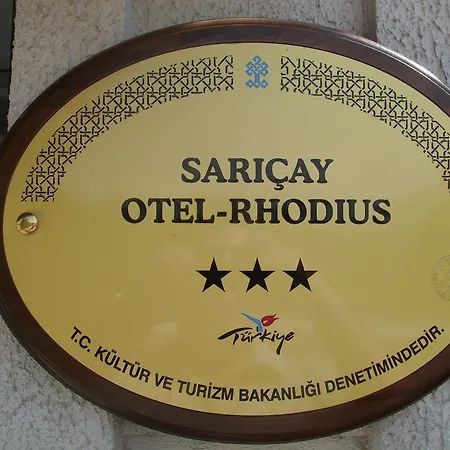 SARIÇAY
OTEL-RHODIUS
★★★
Türkiye
T.C. KÜLTÜR VE TURİZM BAKANLIĞI DENETİMİNDEDİR.